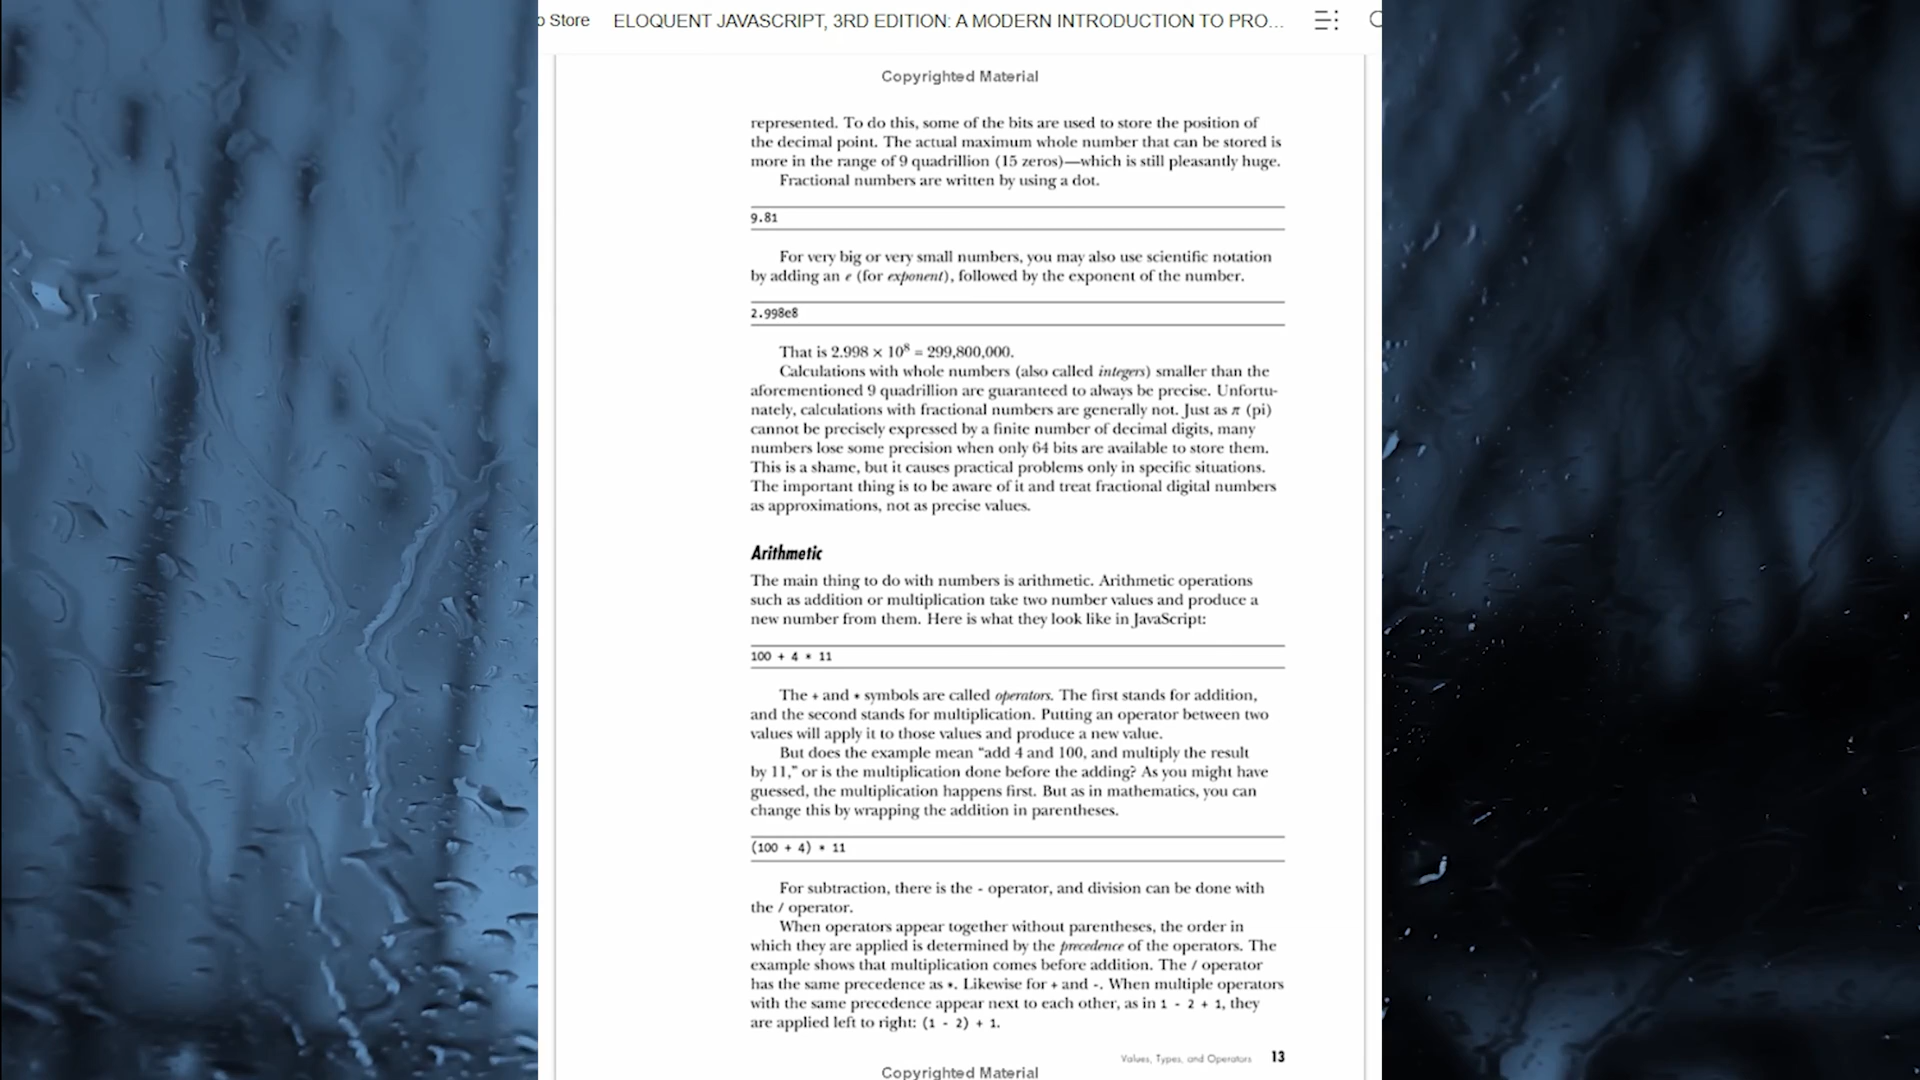 o Store ELOQUENT JAVASCRIPT, 3RD EDITION: A MODERN INTRODUCTION TO PRO...
Copyrighted Material
represented. To do this, some of the bits are used to store the position of
the decimal point. The actual maximum whole number that can be stored is
more in the range of 9 quadrillion (15 zeros)—which is still pleasantly huge.
Fractional numbers are written by using a dot.
9.81
For very big or very small numbers, you may also use scientific notation
by adding an e (for exponent), followed by the exponent of the number.
2.998e8
That is 2.998 × 10⁸ = 299,800,000.
Calculations with whole numbers (also called integers) smaller than the
aforementioned 9 quadrillion are guaranteed to always be precise. Unfortu-
nately, calculations with fractional numbers are generally not. Just as π (pi)
cannot be precisely expressed by a finite number of decimal digits, many
numbers lose some precision when only 64 bits are available to store them.
This is a shame, but it causes practical problems only in specific situations.
The important thing is to be aware of it and treat fractional digital numbers
as approximations, not as precise values.
Arithmetic
The main thing to do with numbers is arithmetic. Arithmetic operations
such as addition or multiplication take two number values and produce a
new number from them. Here is what they look like in JavaScript:
100 + 4 * 11
The + and * symbols are called operators. The first stands for addition,
and the second stands for multiplication. Putting an operator between two
values will apply it to those values and produce a new value.
But does the example mean “add 4 and 100, and multiply the result
by 11,” or is the multiplication done before the adding? As you might have
guessed, the multiplication happens first. But as in mathematics, you can
change this by wrapping the addition in parentheses.
(100 + 4) * 11
For subtraction, there is the - operator, and division can be done with
the / operator.
When operators appear together without parentheses, the order in
which they are applied is determined by the precedence of the operators. The
example shows that multiplication comes before addition. The / operator
has the same precedence as *. Likewise for + and -. When multiple operators
with the same precedence appear next to each other, as in 1 - 2 + 1, they
are applied left to right: (1 - 2) + 1.
Values, Types, and Operators 13
Copyrighted Material